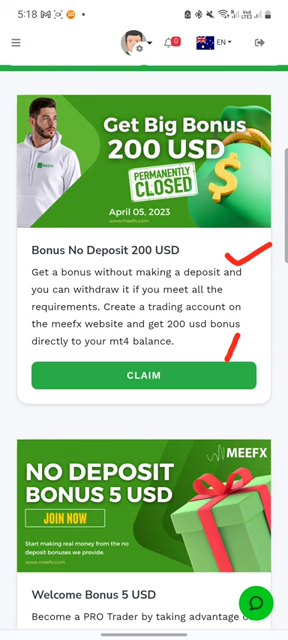 5:18
EN
0
MEEFX
Get Big Bonus
200 USD
PERMANENTLY
CLOSED
April 05, 2023
www.meefx.com
Bonus No Deposit 200 USD
Get a bonus without making a deposit and
you can withdraw it if you meet all the
requirements. Create a trading account on
the meefx website and get 200 usd bonus
directly to your mt4 balance.
CLAIM
MEEFX
NO DEPOSIT
BONUS 5 USD
JOIN NOW
Start making real money from the no
deposit bonuses we provide
www.meefx.com
Welcome Bonus 5 USD
Become a PRO Trader by taking advantage